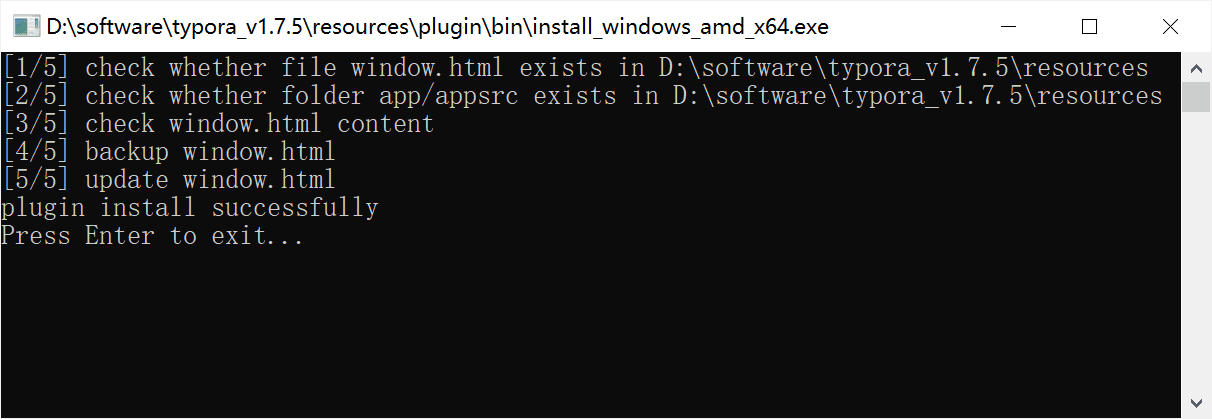 D:\software\typora_v1.7.5\resources\plugin\bin\install_windows_amd_x64.exe
[1/5] check whether file window.html exists in D:\software\typora_v1.7.5\resources
[2/5] check whether folder app/appsrc exists in D:\software\typora_v1.7.5\resources
[3/5] check window.html content
[4/5] backup window.html
[5/5] update window.html
plugin install successfully
Press Enter to exit...